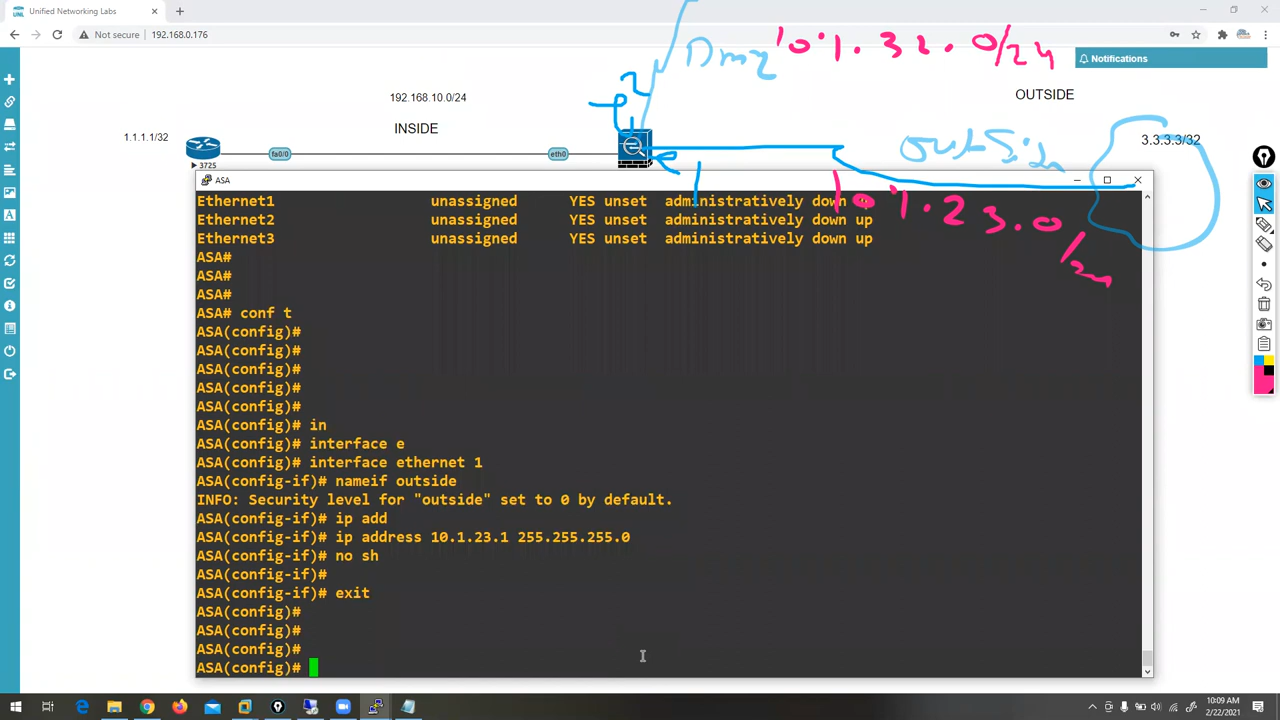 Unified Networking Labs
Not secure | 192.168.0.176
Notifications
Dmz 10.1.32.0/24
e2
192.168.10.0/24
OUTSIDE
INSIDE
1.1.1.1/32
3.3.3.3/32
fa0/0
eth0
3725
e1
10.1.23.0/24
ASA
Ethernet1 unassigned YES unset administratively down up
Ethernet2 unassigned YES unset administratively down up
Ethernet3 unassigned YES unset administratively down up
ASA#
ASA#
ASA#
ASA# conf t
ASA(config)#
ASA(config)#
ASA(config)#
ASA(config)#
ASA(config)#
ASA(config)# in
ASA(config)# interface e
ASA(config)# interface ethernet 1
ASA(config-if)# nameif outside
INFO: Security level for "outside" set to 0 by default.
ASA(config-if)# ip add
ASA(config-if)# ip address 10.1.23.1 255.255.255.0
ASA(config-if)# no sh
ASA(config-if)#
ASA(config-if)# exit
ASA(config)#
ASA(config)#
ASA(config)#
ASA(config)#
10:09 AM
2/22/2021